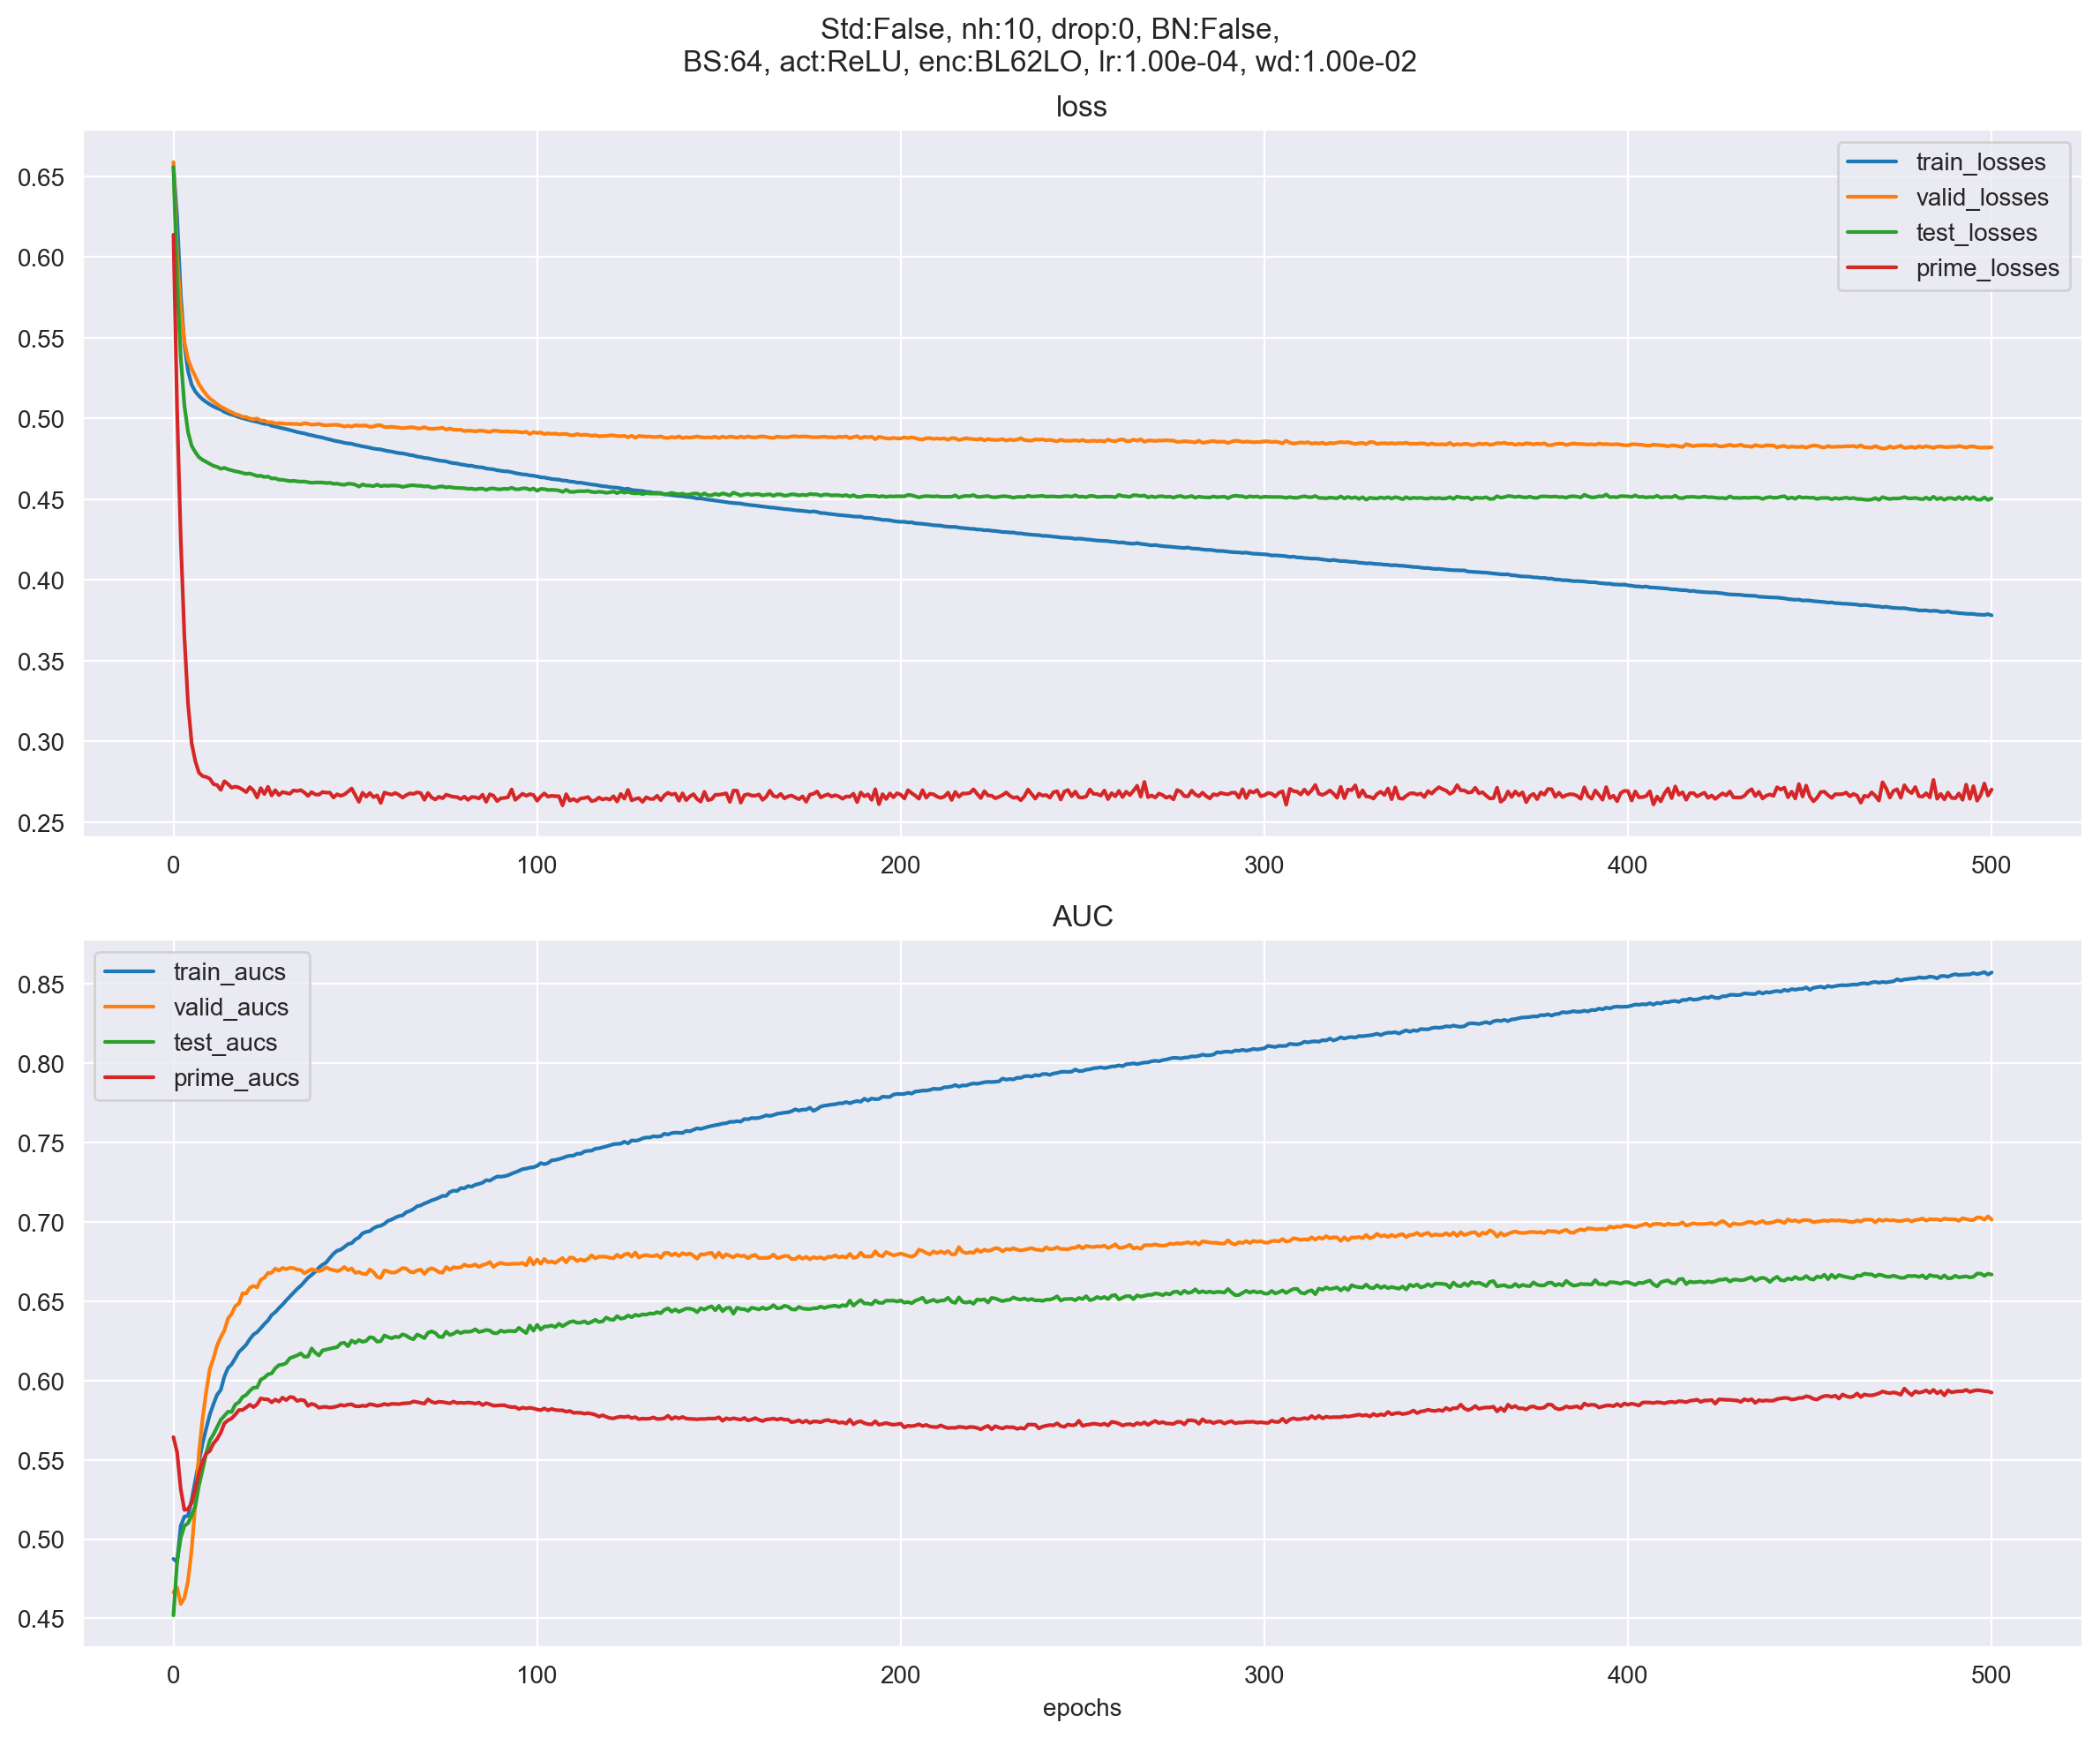 Std:False, nh:10, drop:0, BN:False,
BS:64, act:ReLU, enc:BL62LO, lr:1.00e-04, wd:1.00e-02
loss
0.65
0.60
0.55
0.50
0.45
0.40
0.35
0.30
0.25
train_losses
valid_losses
test_losses
prime_losses
0 100 200 300 400 500
AUC
0.85
0.80
0.75
0.70
0.65
0.60
0.55
0.50
0.45
train_aucs
valid_aucs
test_aucs
prime_aucs
0 100 200 300 400 500
epochs